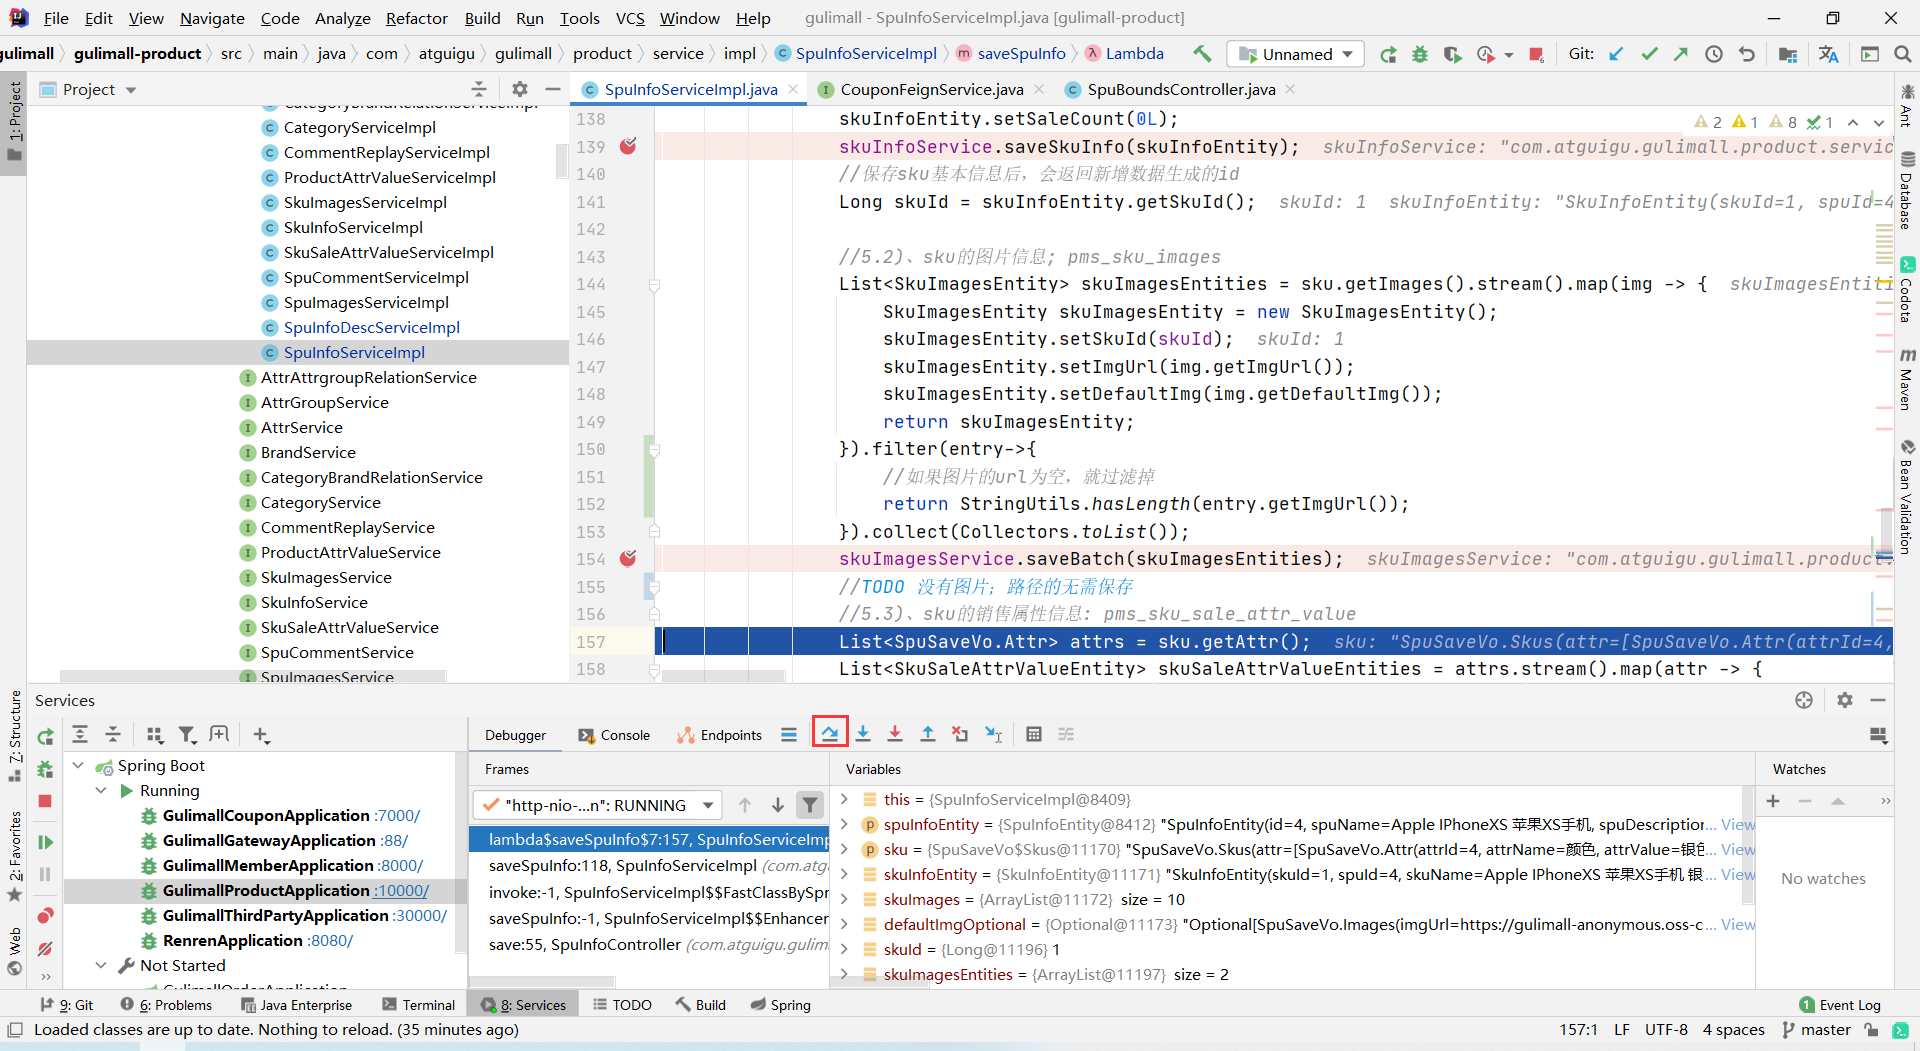 File Edit View Navigate Code Analyze Refactor Build Run Tools VCS Window Help gulimall - SpuInfoServiceImpl.java [gulimall-product]
gulimall gulimall-product src main java com atguigu gulimall product service impl SpuInfoServiceImpl saveSpuInfo Lambda Unnamed Git:
1: Project
Project
CategoryBrandRelationServiceImpl
CategoryServiceImpl
CommentReplayServiceImpl
ProductAttrValueServiceImpl
SkuImagesServiceImpl
SkuInfoServiceImpl
SkuSaleAttrValueServiceImpl
SpuCommentServiceImpl
SpuImagesServiceImpl
SpuInfoDescServiceImpl
SpuInfoServiceImpl
AttrAttrgroupRelationService
AttrGroupService
AttrService
BrandService
CategoryBrandRelationService
CategoryService
CommentReplayService
ProductAttrValueService
SkuImagesService
SkuInfoService
SkuSaleAttrValueService
SpuCommentService
SpuImagesService
SpuInfoServiceImpl.java CouponFeignService.java SpuBoundsController.java
2 1 8 1
138 skuInfoEntity.setSaleCount(0L);
139 skuInfoService.saveSkuInfo(skuInfoEntity); skuInfoService: "com.atguigu.gulimall.product.servic
140 //保存sku基本信息后，会返回新增数据生成的id
141 Long skuId = skuInfoEntity.getSkuId(); skuId: 1 skuInfoEntity: "SkuInfoEntity(skuId=1, spuId=4
142
143 //5.2)、sku的图片信息; pms_sku_images
144 List<SkuImagesEntity> skuImagesEntities = sku.getImages().stream().map(img -> { skuImagesEntiti
145 SkuImagesEntity skuImagesEntity = new SkuImagesEntity();
146 skuImagesEntity.setSkuId(skuId); skuId: 1
147 skuImagesEntity.setImgUrl(img.getImgUrl());
148 skuImagesEntity.setDefaultImg(img.getDefaultImg());
149 return skuImagesEntity;
150 }).filter(entry->{
151 //如果图片的url为空，就过滤掉
152 return StringUtils.hasLength(entry.getImgUrl());
153 }).collect(Collectors.toList());
154 skuImagesService.saveBatch(skuImagesEntities); skuImagesService: "com.atguigu.gulimall.product.
155 //TODO 没有图片; 路径的无需保存
156 //5.3)、sku的销售属性信息: pms_sku_sale_attr_value
157 List<SpuSaveVo.Attr> attrs = sku.getAttr(); sku: "SpuSaveVo.Skus(attr=[SpuSaveVo.Attr(attrId=4,
158 List<SkuSaleAttrValueEntity> skuSaleAttrValueEntities = attrs.stream().map(attr -> {
Ant
Database
Codota
Maven
Bean Validation
7: Structure
2: Favorites
Web
Services
Debugger Console Endpoints
Spring Boot
Running
GulimallCouponApplication :7000/
GulimallGatewayApplication :88/
GulimallMemberApplication :8000/
GulimallProductApplication :10000/
GulimallThirdPartyApplication :30000/
RenrenApplication :8080/
Not Started
GulimallOrderApplication
Frames
"http-nio-...n": RUNNING
lambda$saveSpuInfo$7:157, SpuInfoServiceImp
saveSpuInfo:118, SpuInfoServiceImpl (com.atgu
invoke:-1, SpuInfoServiceImpl$$FastClassBySpr
saveSpuInfo:-1, SpuInfoServiceImpl$$Enhancer
save:55, SpuInfoController (com.atguigu.gulim
Variables
this = {SpuInfoServiceImpl@8409}
spuInfoEntity = {SpuInfoEntity@8412} "SpuInfoEntity(id=4, spuName=Apple IPhoneXS 苹果XS手机, spuDescription... View
sku = {SpuSaveVo$Skus@11170} "SpuSaveVo.Skus(attr=[SpuSaveVo.Attr(attrId=4, attrName=颜色, attrValue=银色... View
skuInfoEntity = {SkuInfoEntity@11171} "SkuInfoEntity(skuId=1, spuId=4, skuName=Apple IPhoneXS 苹果XS手机 银... View
skuImages = {ArrayList@11172} size = 10
defaultImgOptional = {Optional@11173} "Optional[SpuSaveVo.Images(imgUrl=https://gulimall-anonymous.oss-c... View
skuId = {Long@11196} 1
skuImagesEntities = {ArrayList@11197} size = 2
Watches
No watches
9: Git 6: Problems Java Enterprise Terminal 8: Services TODO Build Spring 1 Event Log
Loaded classes are up to date. Nothing to reload. (35 minutes ago) 157:1 LF UTF-8 4 spaces master